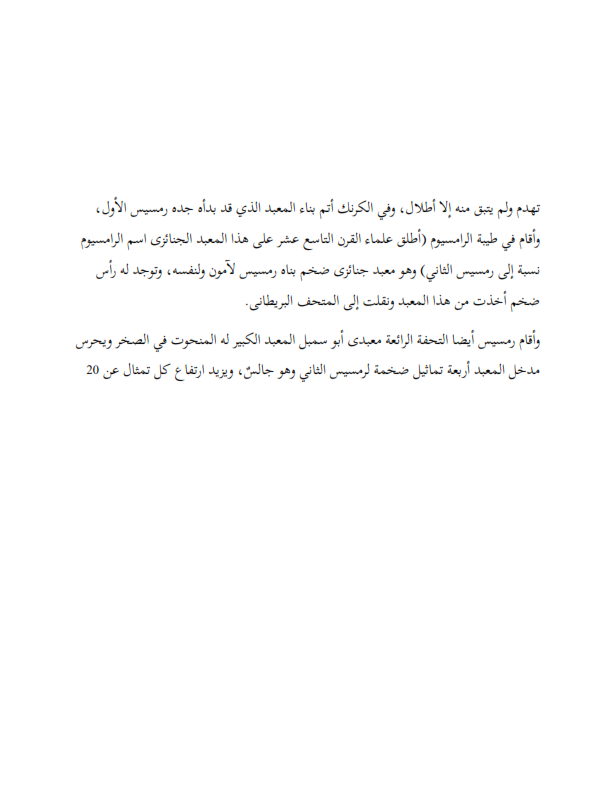 تهدم ولم يتبق منه إلا أطلال، وفي الكرنك أتم بناء المعبد الذي قد بدأه جده رمسيس الأول،
وأقام في طيبة الرامسيوم (أطلق علماء القرن التاسع عشر على هذا المعبد الجنائزى اسم الرامسيوم
نسبة إلى رمسيس الثاني) وهو معبد جنائزى ضخم بناه رمسيس لآمون ولنفسه، وتوجد له رأس
ضخم أخذت من هذا المعبد ونقلت إلى المتحف البريطانى.
وأقام رمسيس أيضا التحفة الرائعة معبدى أبو سمبل المعبد الكبير له المنحوت في الصخر ويحرس
مدخل المعبد أربعة تماثيل ضخمة لرمسيس الثاني وهو جالسٌ، ويزيد ارتفاع كل تمثال عن 20